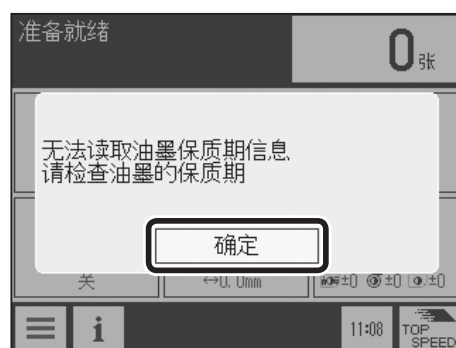 准备就绪
0张
无法读取油墨保质期信息
请检查油墨的保质期
确定
关
↔0.0mm
±0 ±0 ±0
i
11:08
TOP SPEED